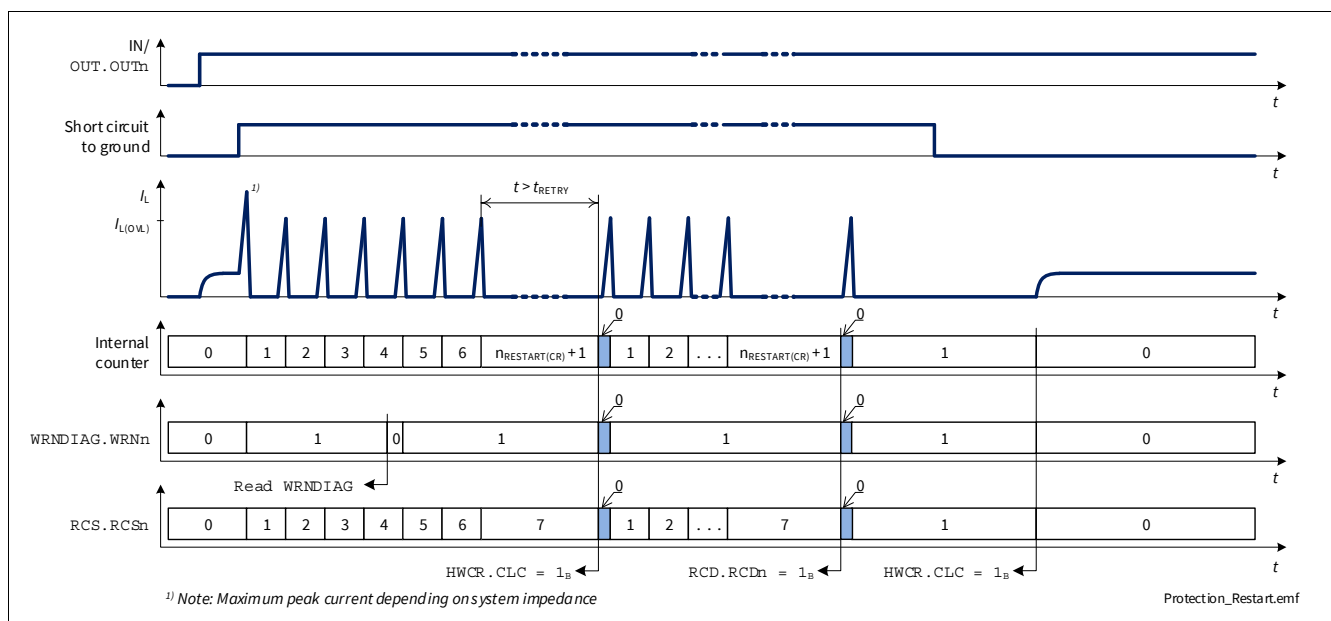 IN/
OUT.OUTn
t
Short circuit
to ground
t
IL
1)
t > tRETRY
IL(OVL)
t
0
0
Internal
counter
0
1
2
3
4
5
6
nRESTART(CR) +1
1
2
...
nRESTART(CR) +1
1
0
t
0
0
WRNDIAG.WRNn
0
1
0
1
1
1
0
t
Read WRNDIAG
0
0
RCS.RCSn
0
1
2
3
4
5
6
7
1
2
...
7
1
0
t
HWCR.CLC = 1B
RCD.RCDn = 1B
HWCR.CLC = 1B
1) Note: Maximum peak current depending on system impedance
Protection_Restart.emf